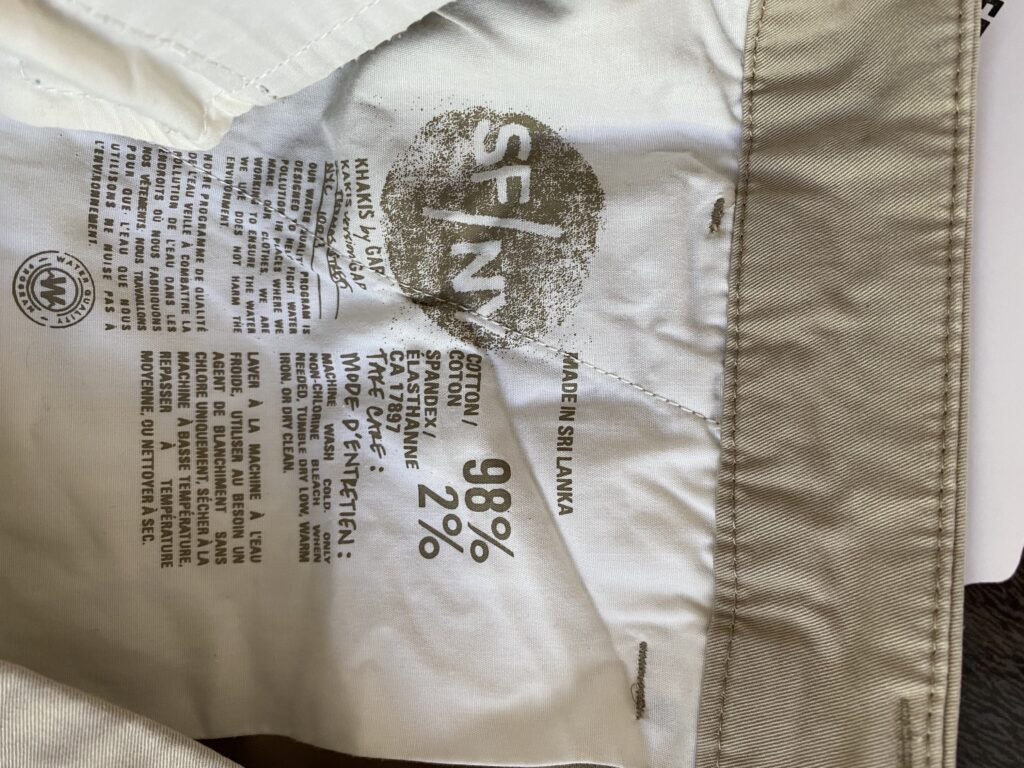 SF/NY
KHAKIS by GAP
KAKIS selon GAP
OUR WATER QUALITY PROGRAM IS
DESIGNED TO HELP FIGHT WATER
POLLUTION IN PLACES WHERE WE
MAKE OUR CLOTHES. WE ARE
WORKING TO ENSURE THE WATER
WE USE DOES NOT HARM THE
ENVIRONMENT
NOTRE PROGRAMME DE QUALITÉ
DE L'EAU VEILLE À COMBATTRE LA
POLLUTION DE L'EAU DANS LES
ENDROITS OÙ NOUS FABRIQUONS
NOS VÊTEMENTS. NOUS TRAVAILLONS
POUR QUE L'EAU QUE NOUS
UTILISONS NE NUISE PAS À
L'ENVIRONNEMENT.
WATER QUALITY
PROGRAM
MADE IN SRI LANKA
COTTON /
COTON 98%
SPANDEX /
ÉLASTHANNE 2%
CA 17897
TAKE CARE :
MODE D'ENTRETIEN :
MACHINE WASH COLD. ONLY
NON-CHLORINE BLEACH WHEN
NEEDED, TUMBLE DRY LOW, WARM
IRON, OR DRY CLEAN.
LAVER À LA MACHINE À L'EAU
FROIDE, UTILISER AU BESOIN UN
AGENT DE BLANCHIMENT SANS
CHLORE UNIQUEMENT, SÉCHER À LA
MACHINE À BASSE TEMPÉRATURE,
REPASSER À TEMPÉRATURE
MOYENNE, OU NETTOYER À SEC.